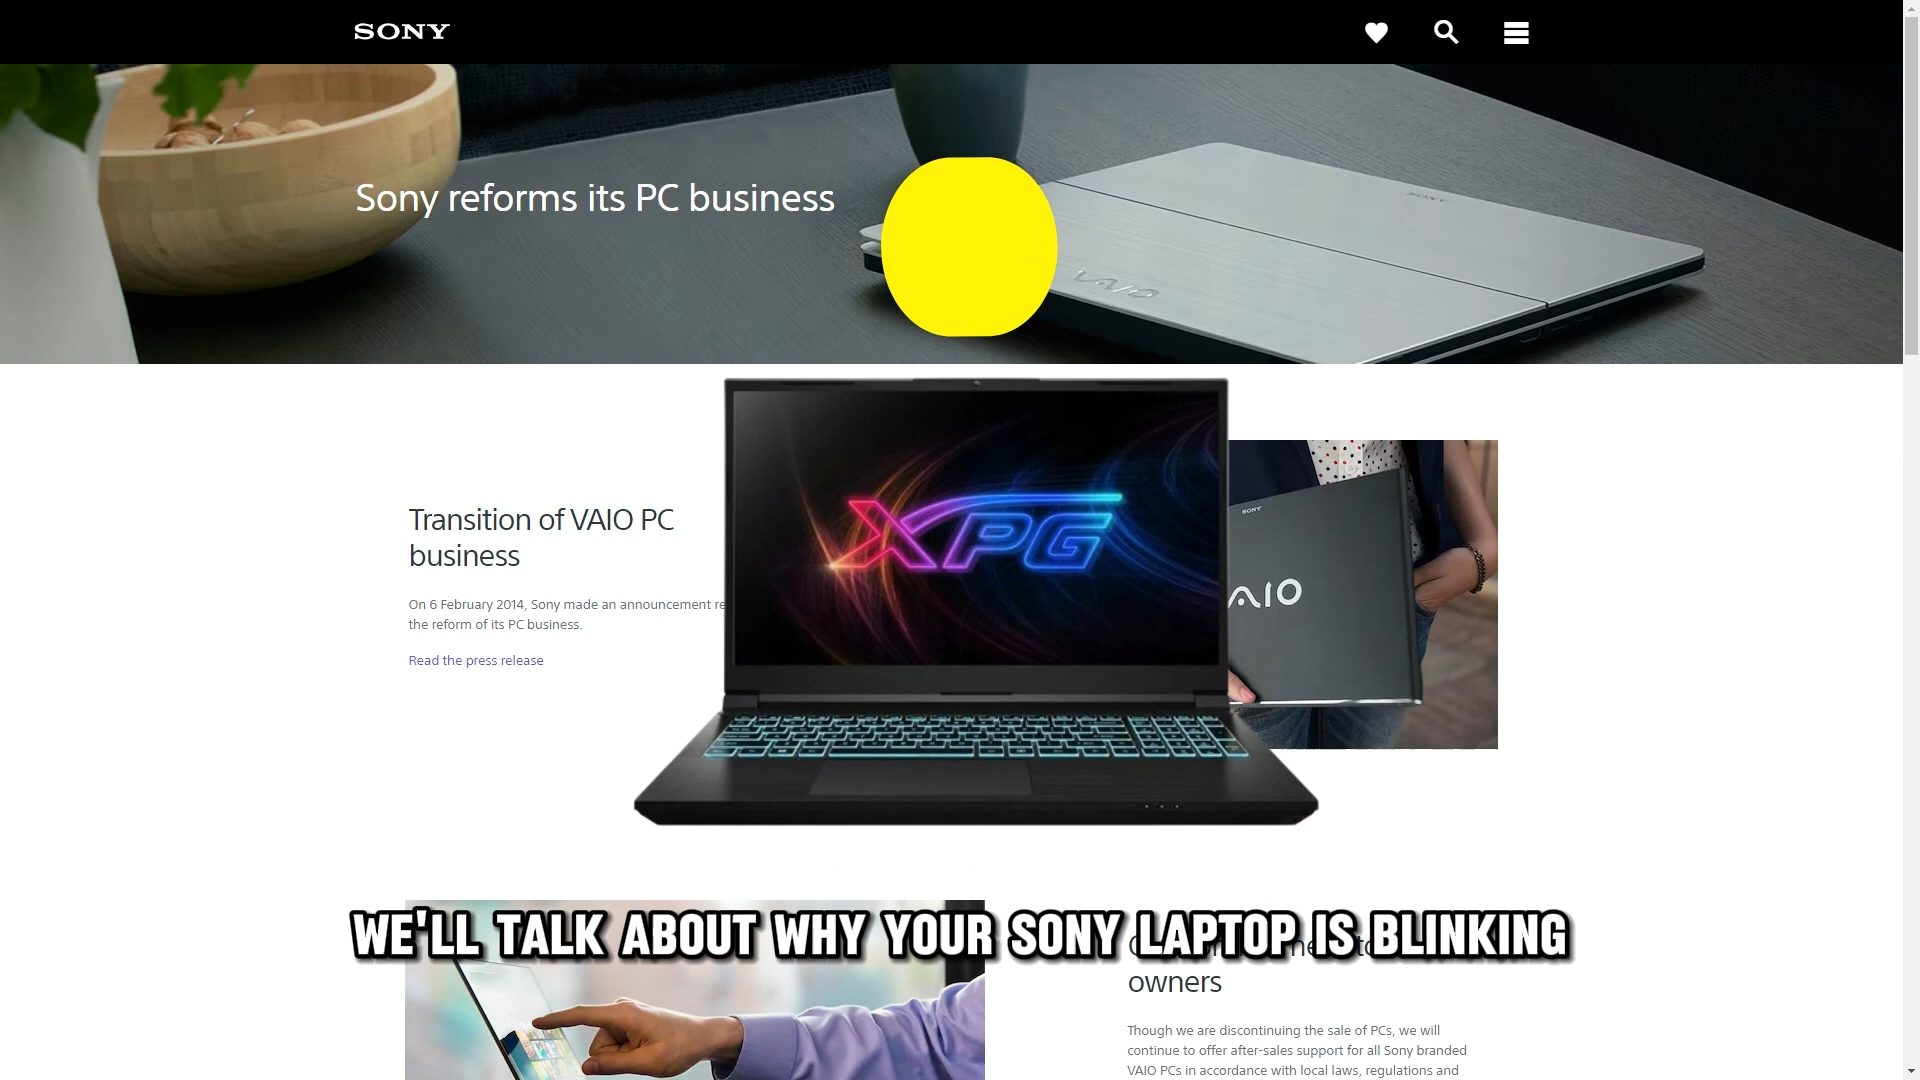 SONY
Sony reforms its PC business
SONY
VAIO
XPG
SONY
VAIO
Transition of VAIO PC
business
On 6 February 2014, Sony made an announcement
the reform of its PC business.
Read the press release
WE'LL TALK ABOUT WHY YOUR SONY LAPTOP IS BLINKING
owners
Though we are discontinuing the sale of PCs, we will
continue to offer after-sales support for all Sony branded
VAIO PCs in accordance with local laws, regulations and